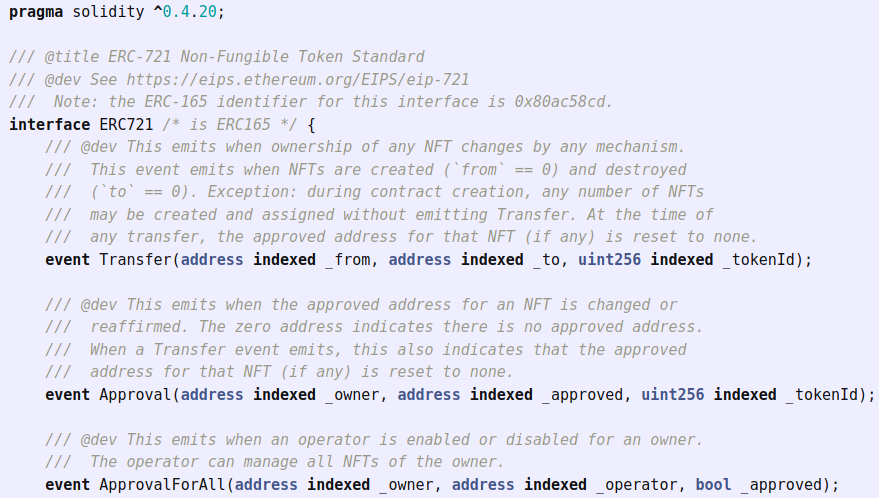 pragma solidity ^0.4.20;

/// @title ERC-721 Non-Fungible Token Standard
/// @dev See https://eips.ethereum.org/EIPS/eip-721
///  Note: the ERC-165 identifier for this interface is 0x80ac58cd.
interface ERC721 /* is ERC165 */ {
    /// @dev This emits when ownership of any NFT changes by any mechanism.
    ///  This event emits when NFTs are created (`from` == 0) and destroyed
    ///  (`to` == 0). Exception: during contract creation, any number of NFTs
    ///  may be created and assigned without emitting Transfer. At the time of
    ///  any transfer, the approved address for that NFT (if any) is reset to none.
    event Transfer(address indexed _from, address indexed _to, uint256 indexed _tokenId);

    /// @dev This emits when the approved address for an NFT is changed or
    ///  reaffirmed. The zero address indicates there is no approved address.
    ///  When a Transfer event emits, this also indicates that the approved
    ///  address for that NFT (if any) is reset to none.
    event Approval(address indexed _owner, address indexed _approved, uint256 indexed _tokenId);

    /// @dev This emits when an operator is enabled or disabled for an owner.
    ///  The operator can manage all NFTs of the owner.
    event ApprovalForAll(address indexed _owner, address indexed _operator, bool _approved);